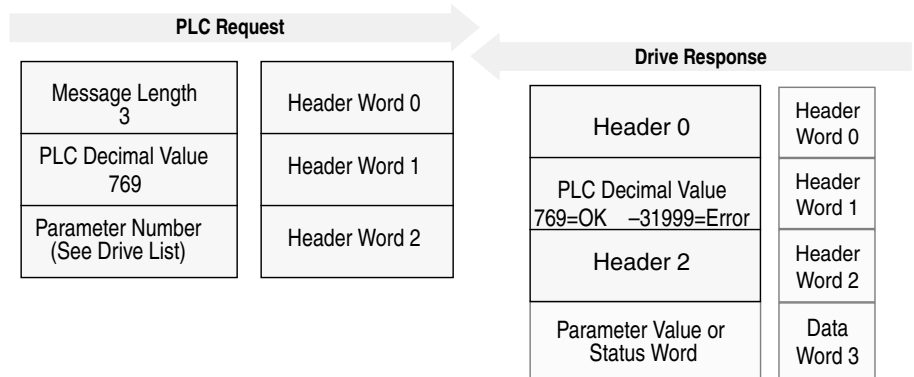 PLC Request
Message Length
3
Header Word 0
PLC Decimal Value
769
Header Word 1
Parameter Number
(See Drive List)
Header Word 2
Drive Response
Header 0
Header
Word 0
PLC Decimal Value
769=OK –31999=Error
Header
Word 1
Header 2
Header
Word 2
Parameter Value or
Status Word
Data
Word 3